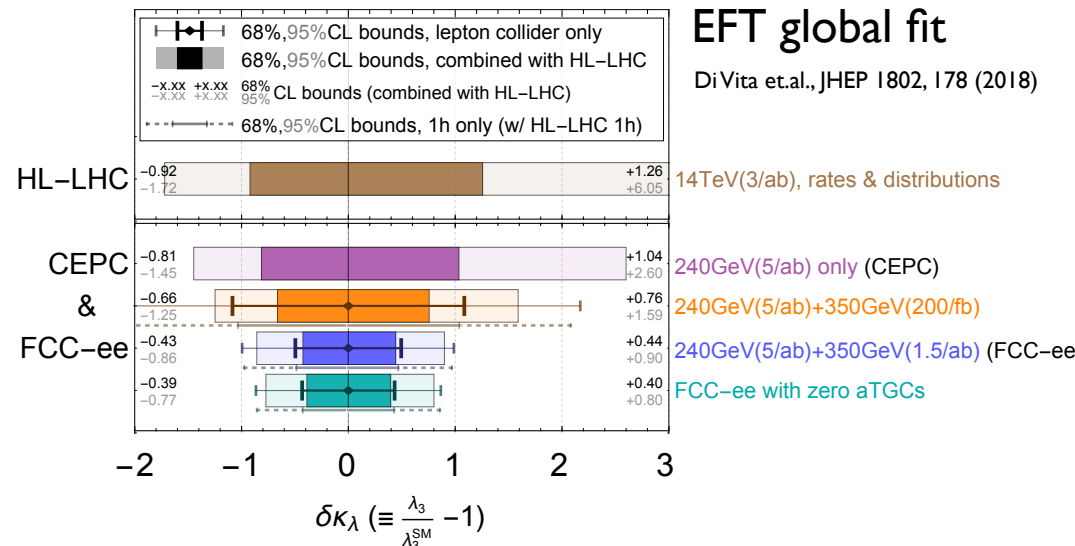 EFT global fit
Di Vita et.al., JHEP 1802, 178 (2018)
68%,95%CL bounds, lepton collider only
68%,95%CL bounds, combined with HL-LHC
−x.xx +x.xx 68%
−x.xx +x.xx 95% CL bounds (combined with HL-LHC)
68%,95%CL bounds, 1h only (w/ HL-LHC 1h)
HL-LHC
−0.92 +1.26
−1.72 +6.05
14TeV(3/ab), rates & distributions
CEPC
&
FCC-ee
−0.81 +1.04
−1.45 +2.60
240GeV(5/ab) only (CEPC)
−0.66 +0.76
−1.25 +1.59
240GeV(5/ab)+350GeV(200/fb)
−0.43 +0.44
−0.86 +0.90
240GeV(5/ab)+350GeV(1.5/ab) (FCC-ee
−0.39 +0.40
−0.77 +0.80
FCC-ee with zero aTGCs
−2 −1 0 1 2 3
δκλ (≡ λ3/λ3SM −1)